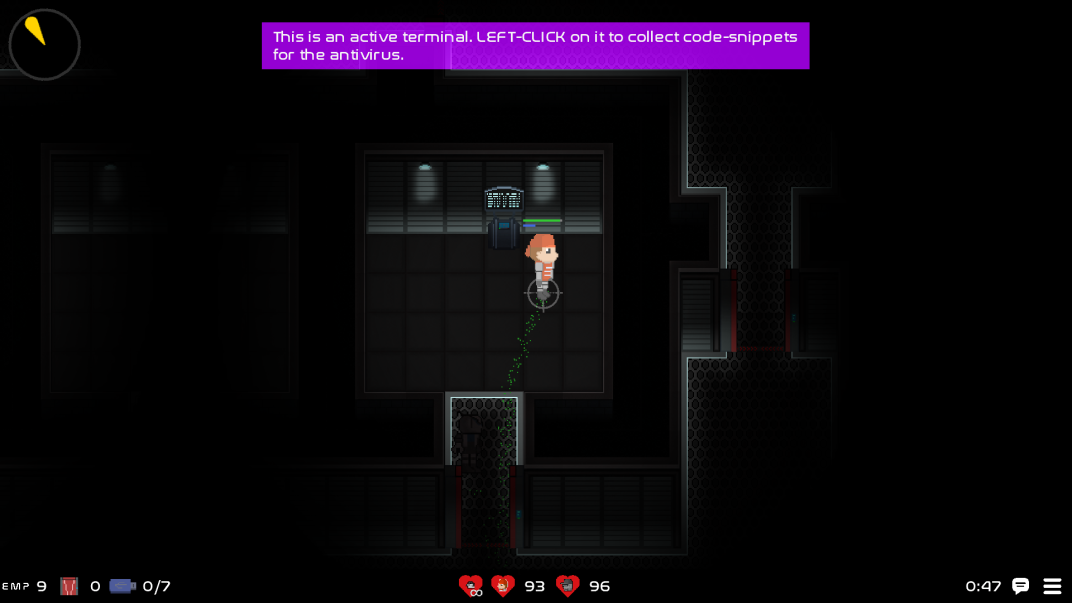 This is an active terminal. LEFT-CLICK on it to collect code-snippets
for the antivirus.
EMP 9 0 0/7 ∞ 93 96 0:47